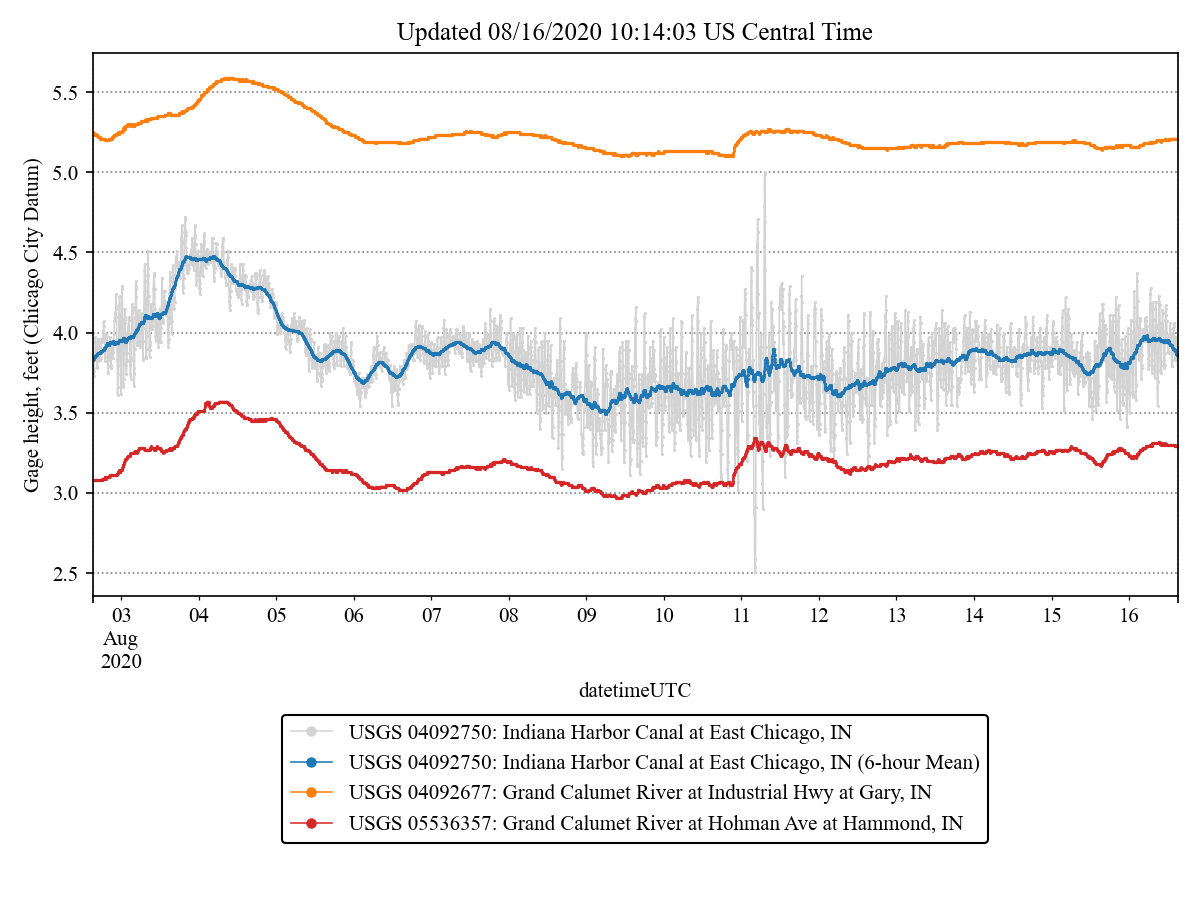 Updated 08/16/2020 10:14:03 US Central Time
Gage height, feet (Chicago City Datum)
5.5
5.0
4.5
4.0
3.5
3.0
2.5
03 04 05 06 07 08 09 10 11 12 13 14 15 16
Aug
2020
datetimeUTC
USGS 04092750: Indiana Harbor Canal at East Chicago, IN
USGS 04092750: Indiana Harbor Canal at East Chicago, IN (6-hour Mean)
USGS 04092677: Grand Calumet River at Industrial Hwy at Gary, IN
USGS 05536357: Grand Calumet River at Hohman Ave at Hammond, IN